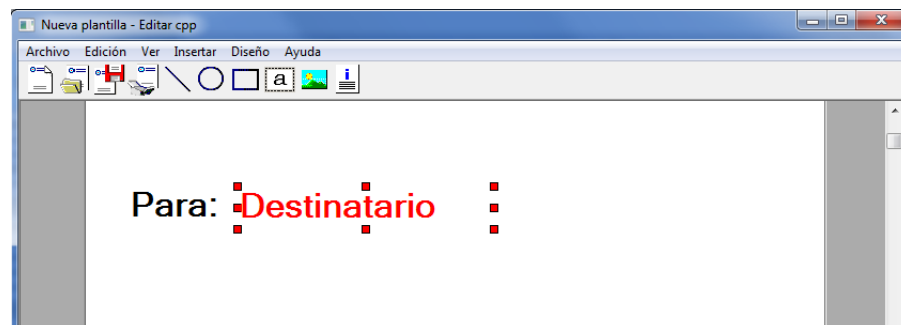 Nueva plantilla - Editar cpp
Archivo Edición Ver Insertar Diseño Ayuda
a i
Para: Destinatario